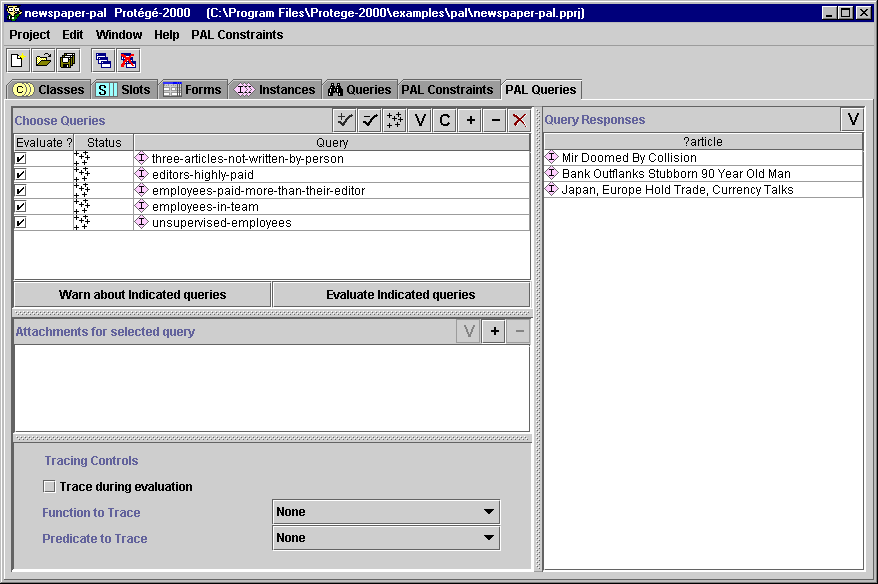 newspaper-pal Protégé-2000 (C:\Program Files\Protege-2000\examples\pal\newspaper-pal.pprj)
Project Edit Window Help PAL Constraints
C Classes S Slots Forms Instances Queries PAL Constraints PAL Queries
Choose Queries V C + −
Evaluate ? Status Query
three-articles-not-written-by-person
editors-highly-paid
employees-paid-more-than-their-editor
employees-in-team
unsupervised-employees
Warn about Indicated queries Evaluate Indicated queries
Attachments for selected query V + −
Tracing Controls
Trace during evaluation
Function to Trace None
Predicate to Trace None
Query Responses V
?article
Mir Doomed By Collision
Bank Outflanks Stubborn 90 Year Old Man
Japan, Europe Hold Trade, Currency Talks